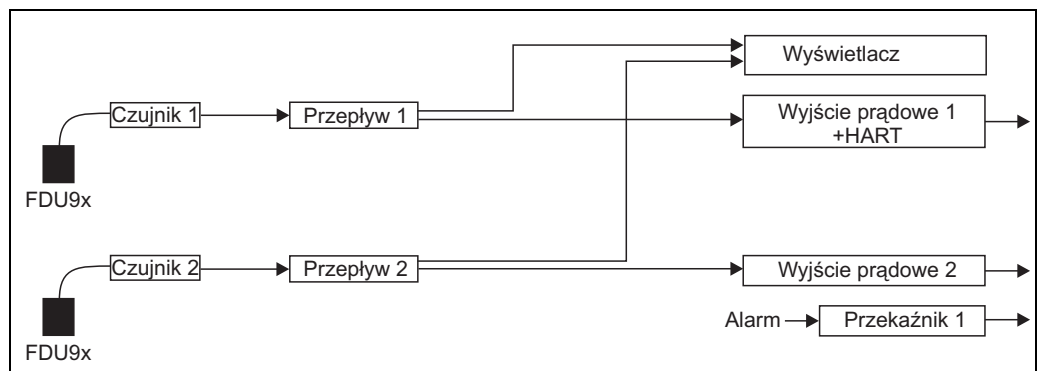 Wyświetlacz
Czujnik 1
Przepływ 1
Wyjście prądowe 1
+HART
FDU9x
Czujnik 2
Przepływ 2
Wyjście prądowe 2
Alarm
Przekaźnik 1
FDU9x